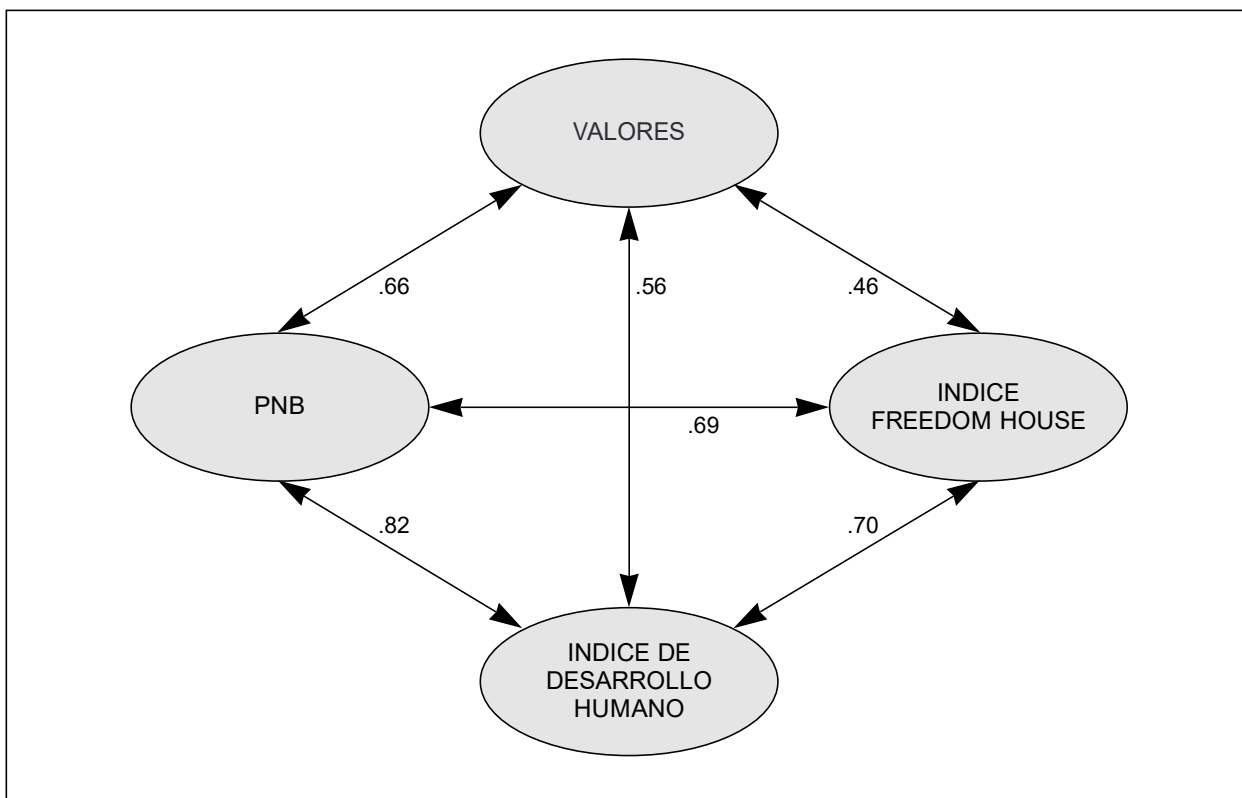 VALORES
.66
.56
.46
PNB
INDICE
FREEDOM HOUSE
.69
.82
.70
INDICE DE
DESARROLLO
HUMANO